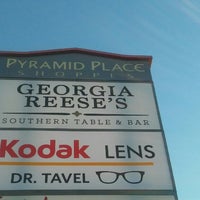 PYRAMID PLACE
SHOPPES
GEORGIA
REESE'S
SOUTHERN TABLE & BAR
Kodak LENS
DR. TAVEL